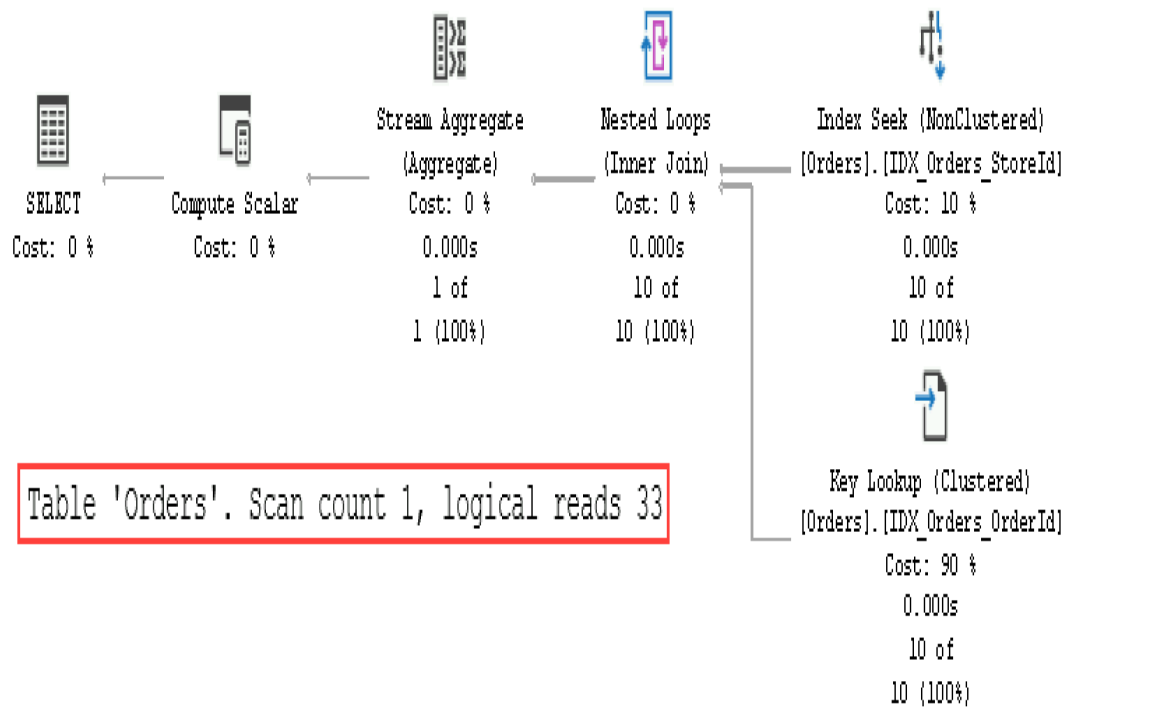 SELECT
Cost: 0 %
Compute Scalar
Cost: 0 %
Stream Aggregate
(Aggregate)
Cost: 0 %
0.000s
1 of
1 (100%)
Nested Loops
(Inner Join)
Cost: 0 %
0.000s
10 of
10 (100%)
Index Seek (NonClustered)
[Orders].[IDX_Orders_StoreId]
Cost: 10 %
0.000s
10 of
10 (100%)
Key Lookup (Clustered)
[Orders].[IDX_Orders_OrderId]
Cost: 90 %
0.000s
10 of
10 (100%)
Table 'Orders'. Scan count 1, logical reads 33